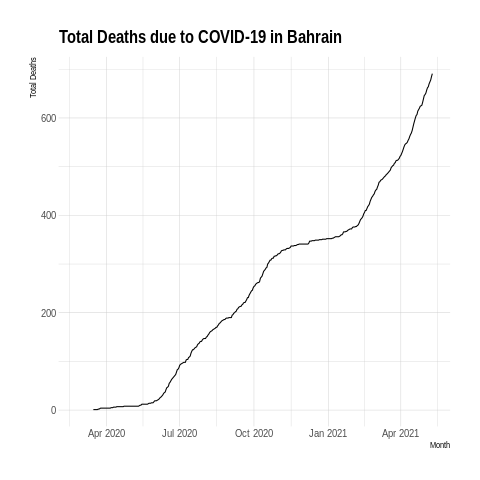 Total Deaths due to COVID-19 in Bahrain
Total Deaths
600
400
200
0
Apr 2020 Jul 2020 Oct 2020 Jan 2021 Apr 2021
Month